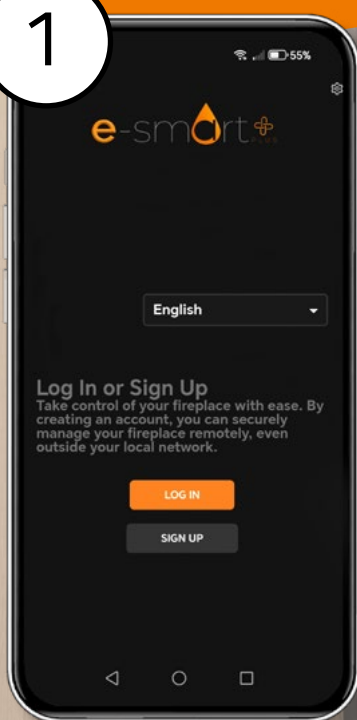 1
55%
e-smart
PLUS
English
Log In or Sign Up
Take control of your fireplace with ease. By
creating an account, you can securely
manage your fireplace remotely, even
outside your local network.
LOG IN
SIGN UP